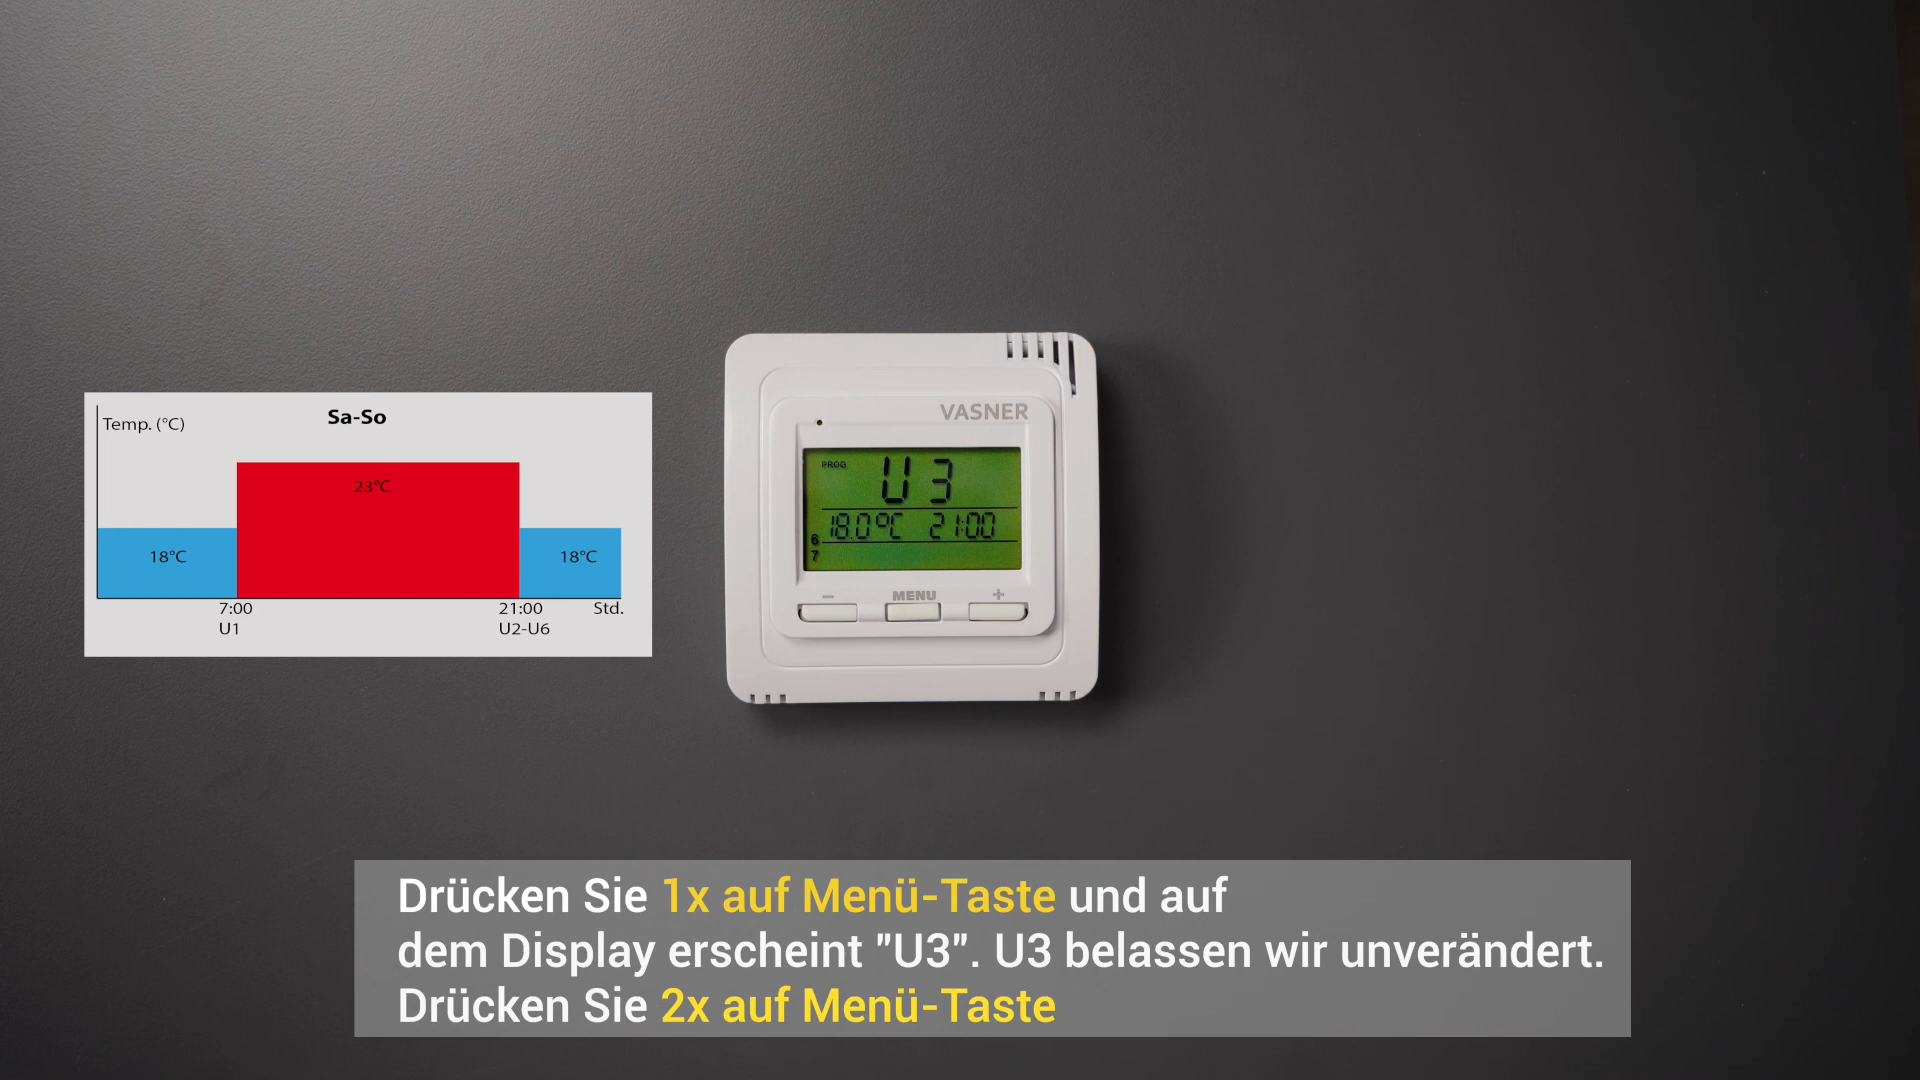 Temp. (°C)
Sa-So
23°C
18°C
18°C
7:00
21:00
Std.
U1
U2-U6
VASNER
PROG
U 3
18.0°C 21:00
6
7
- MENU +
Drücken Sie 1x auf Menü-Taste und auf
dem Display erscheint "U3". U3 belassen wir unverändert.
Drücken Sie 2x auf Menü-Taste